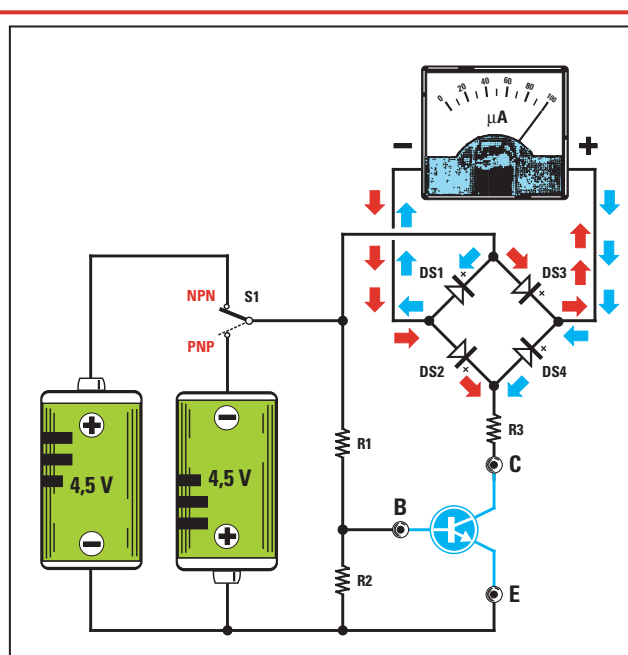 0 20 40 60 80 100
µA
- +
DS1 DS3
NPN S1
PNP
DS2 DS4
R3
+ -
R1 C
4,5 V 4,5 V
B
- +
R2
E